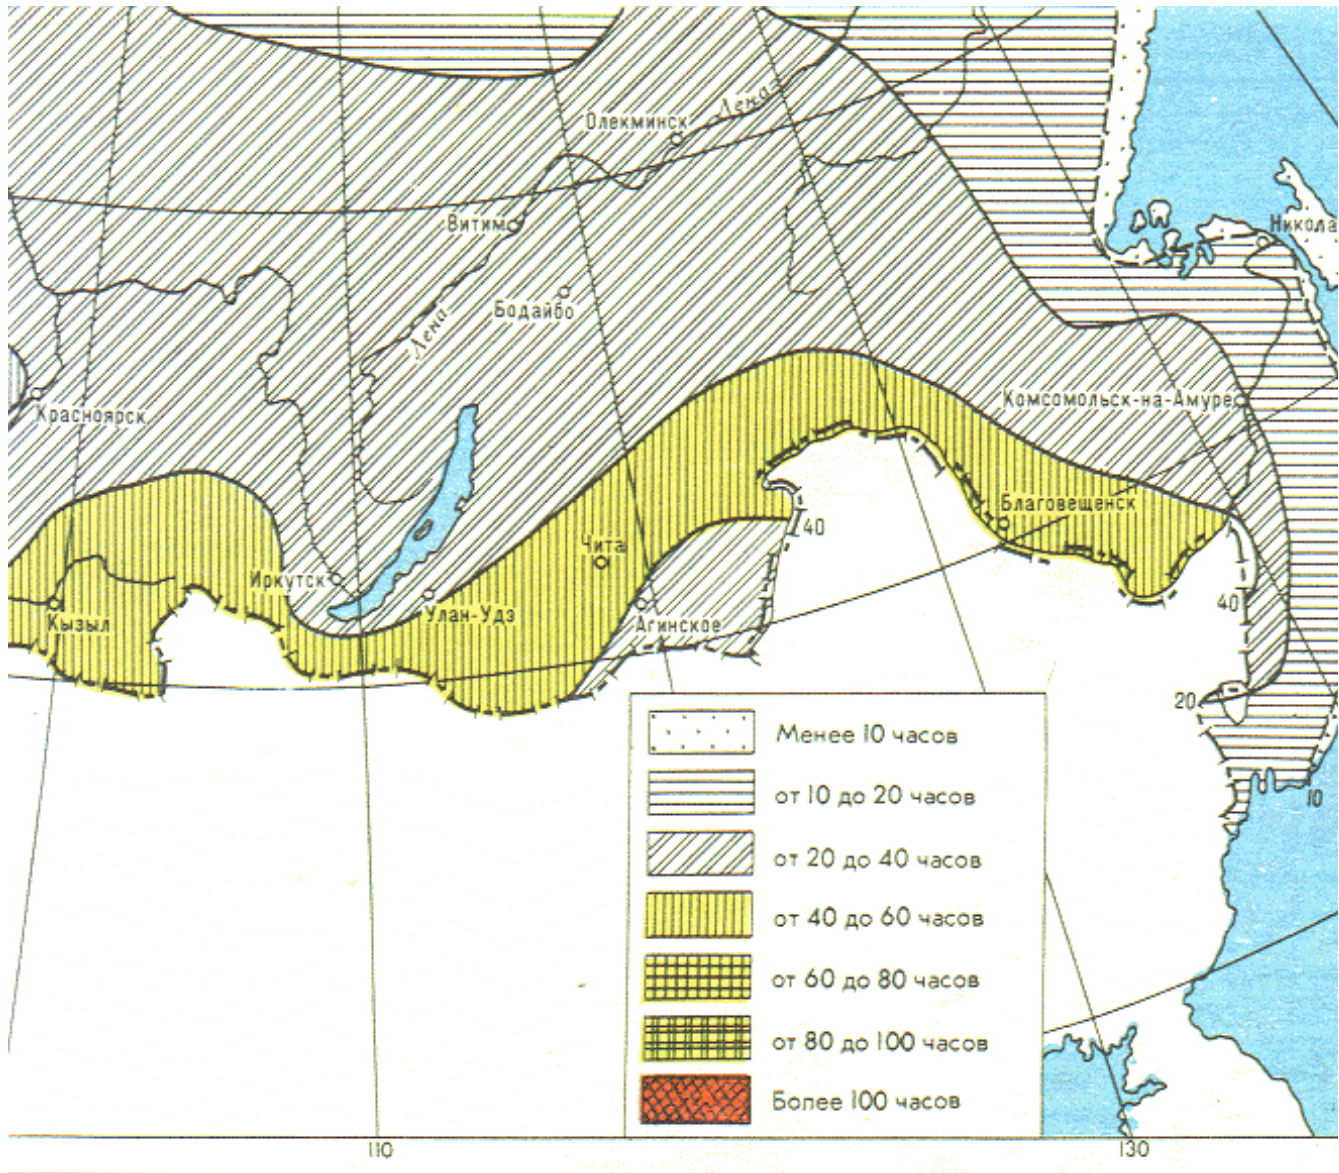 Лена
Олекминск
Витим
Никола
Бодайбо
Лена
Красноярск
Комсомольск-на-Амуре
Благовещенск
40
Чита
Иркутск
Улан-Удэ
Агинское
40
Кызыл
20
10
Менее 10 часов
от 10 до 20 часов
от 20 до 40 часов
от 40 до 60 часов
от 60 до 80 часов
от 80 до 100 часов
Более 100 часов
110
130